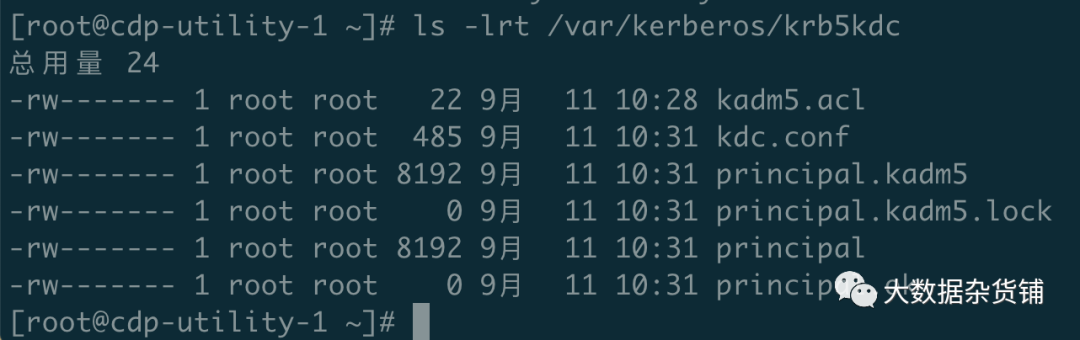 [root@cdp-utility-1 ~]# ls -lrt /var/kerberos/krb5kdc
总用量 24
-rw------- 1 root root   22 9月  11 10:28 kadm5.acl
-rw------- 1 root root  485 9月  11 10:31 kdc.conf
-rw------- 1 root root 8192 9月  11 10:31 principal.kadm5
-rw------- 1 root root    0 9月  11 10:31 principal.kadm5.lock
-rw------- 1 root root 8192 9月  11 10:31 principal
-rw------- 1 root root    0 9月  11 10:31
大数据杂货铺
[root@cdp-utility-1 ~]#